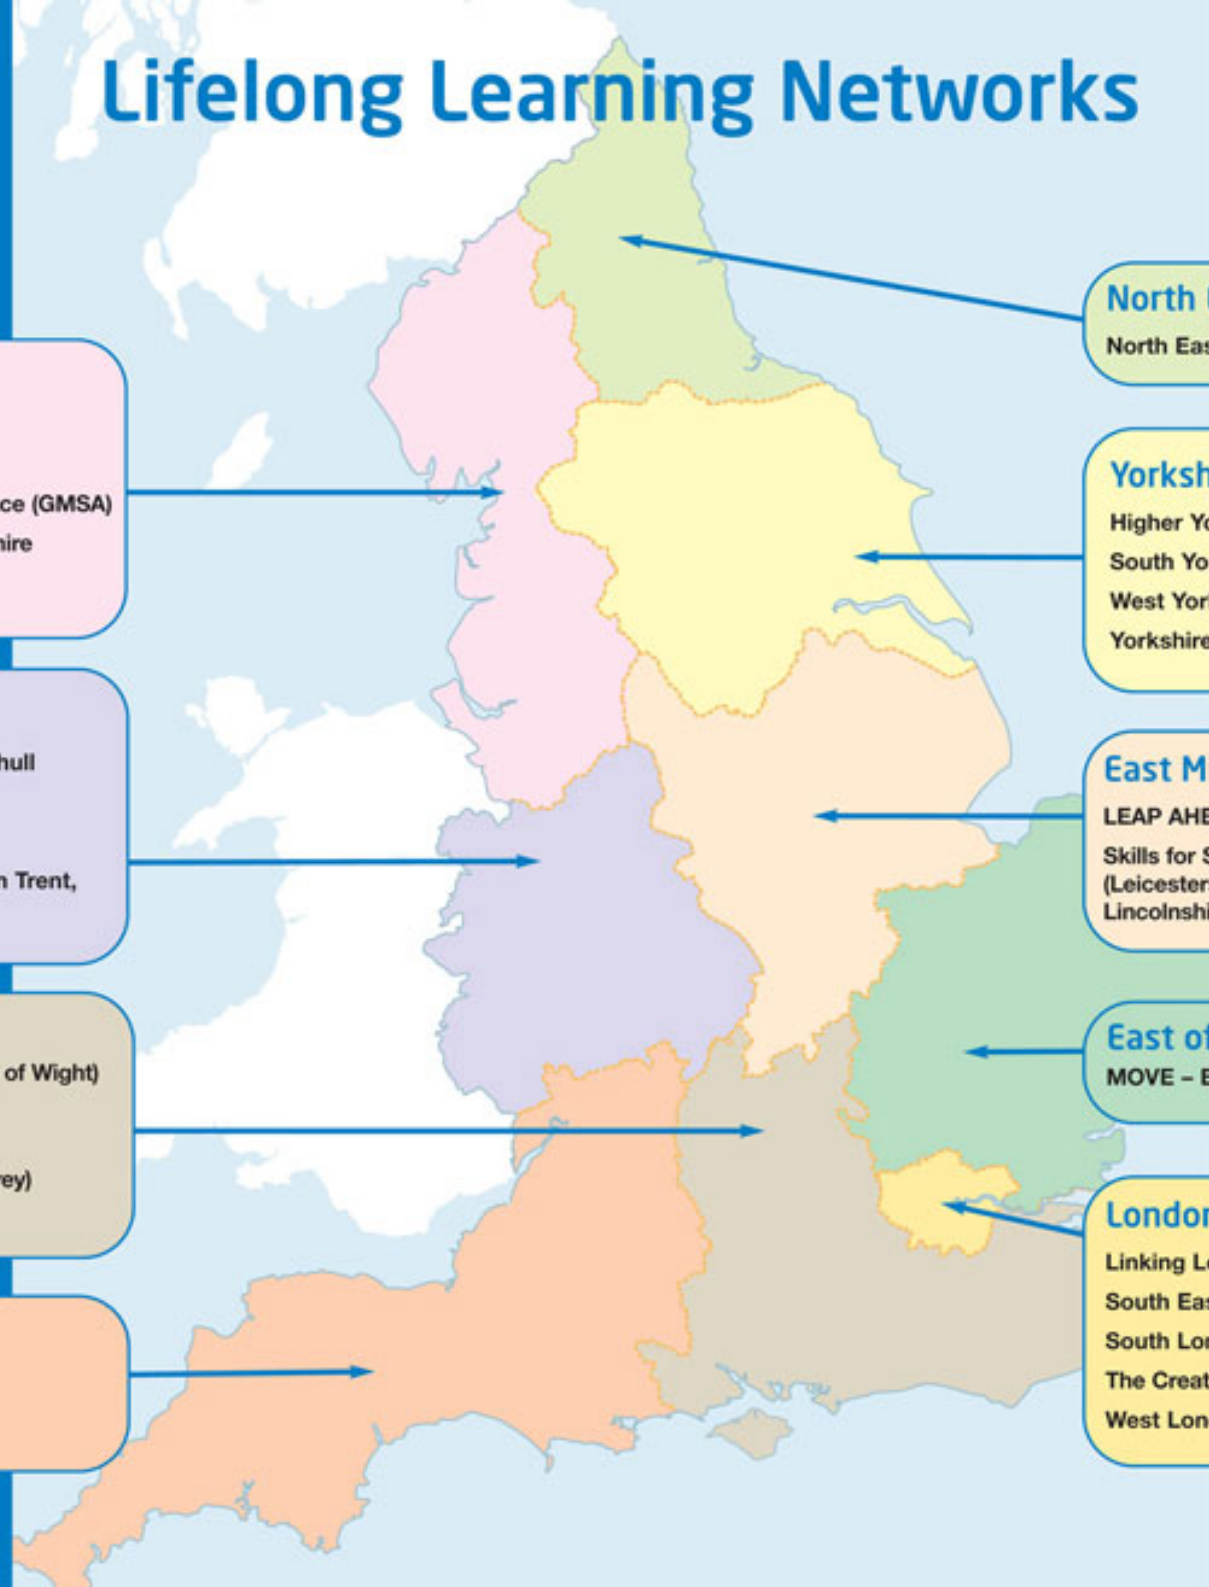 Lifelong Learning Networks
ce (GMSA)
hire
hull
n Trent,
of Wight)
rey)
North
North Eas
Yorksh
Higher Yo
South Yo
West Yor
Yorkshire
East M
LEAP AHE
Skills for S
(Leicester
Lincolnshi
East of
MOVE – E
London
Linking Lo
South Eas
South Lon
The Creat
West Lon